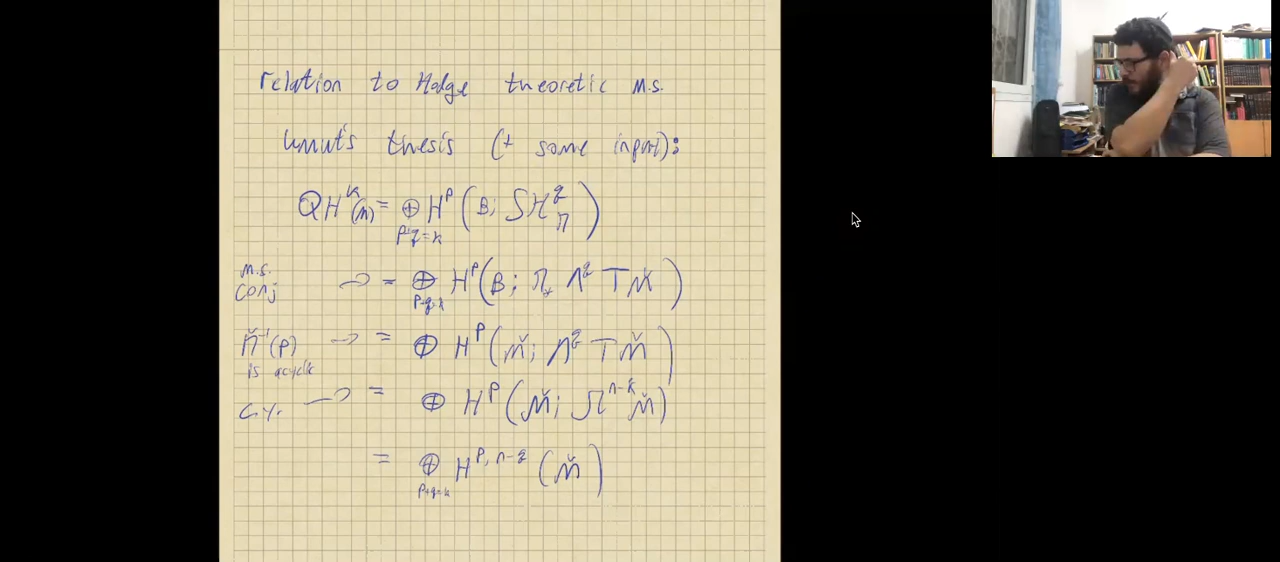 relation to Hodge theoretic M.S.
Umut's thesis (+ some input):
QH^k(M) = ⊕_{p+q=k} H^p(B; SH^q_π)
M.S. conj → = ⊕_{p+q=k} H^p(B; π_* Λ^q TM̌)
π̌^{-1}(p) is acyclic → = ⊕ H^p(M̌; Λ^q TM̌)
C.Y. → = ⊕ H^p(M̌; Ω^{n-k} M̌)
= ⊕_{p+q=k} H^{p,n-q}(M̌)